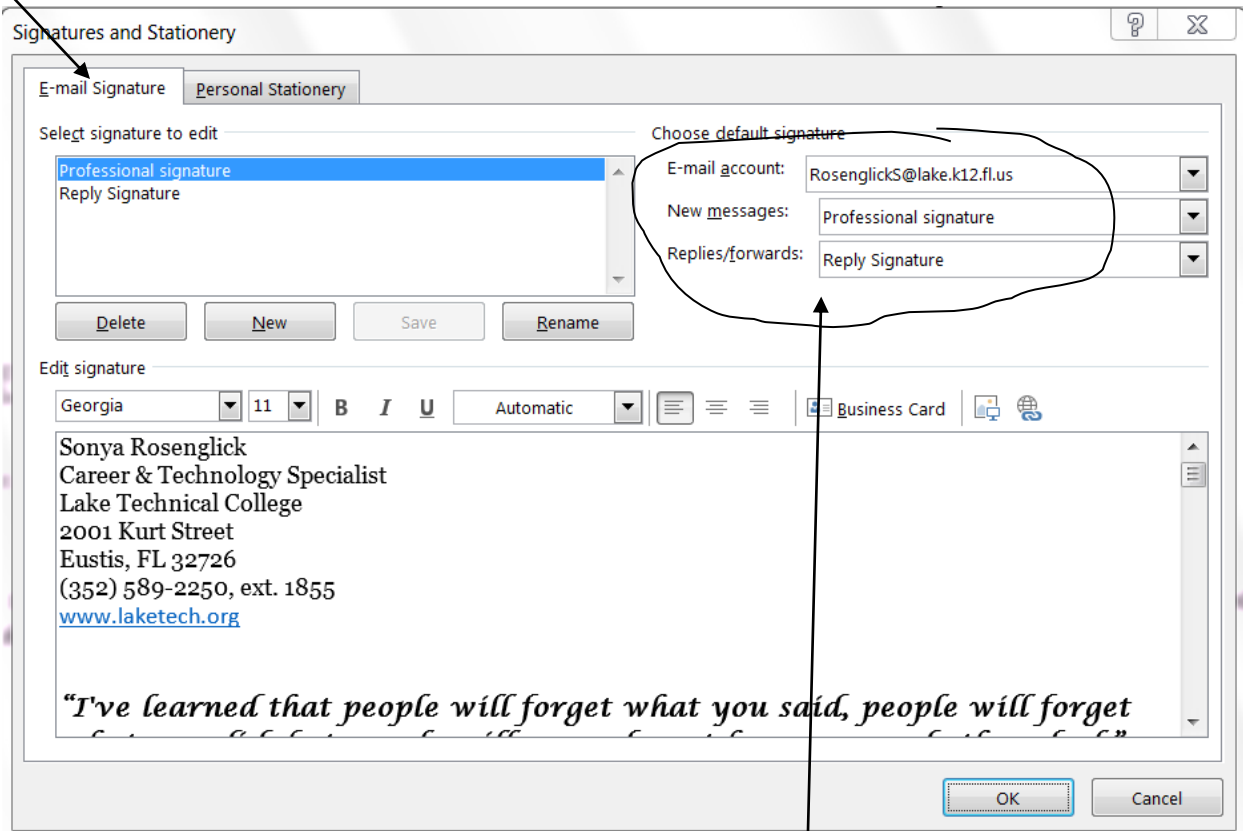 Signatures and Stationery
E-mail Signature Personal Stationery
Select signature to edit
Choose default signature
Professional signature
Reply Signature
E-mail account: RosenglickS@lake.k12.fl.us
New messages: Professional signature
Replies/forwards: Reply Signature
Delete New Save Rename
Edit signature
Georgia 11 B I U Automatic Business Card
Sonya Rosenglick
Career & Technology Specialist
Lake Technical College
2001 Kurt Street
Eustis, FL 32726
(352) 589-2250, ext. 1855
www.laketech.org
“I've learned that people will forget what you said, people will forget
OK Cancel